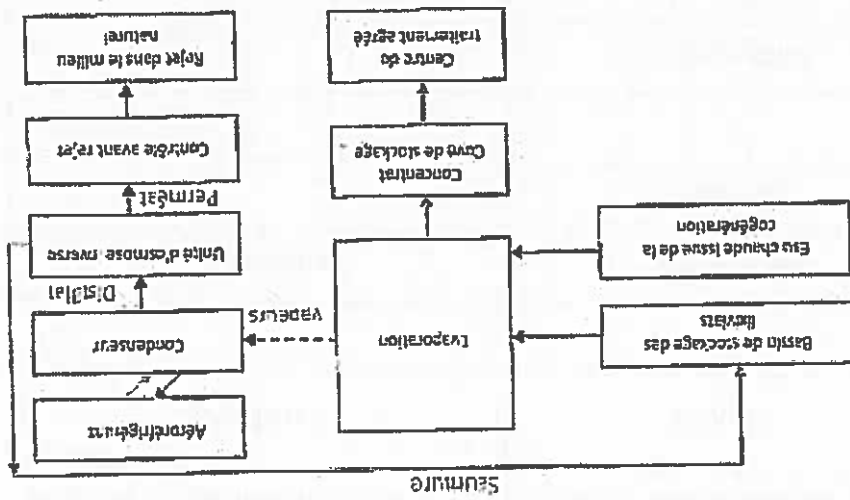 Saumure
Aéroréfrigérants
Bassin de stockage des
lixiviats
Evaporation
vapeurs
Condenseur
Distillat
Eau chaude issue de la
cogénération
Unité d'osmose inverse
Perméat
Concentrat
Cuve de stockage
Contrôle avant rejet
Centre de
traitement agréé
Rejet dans le milieu
naturel